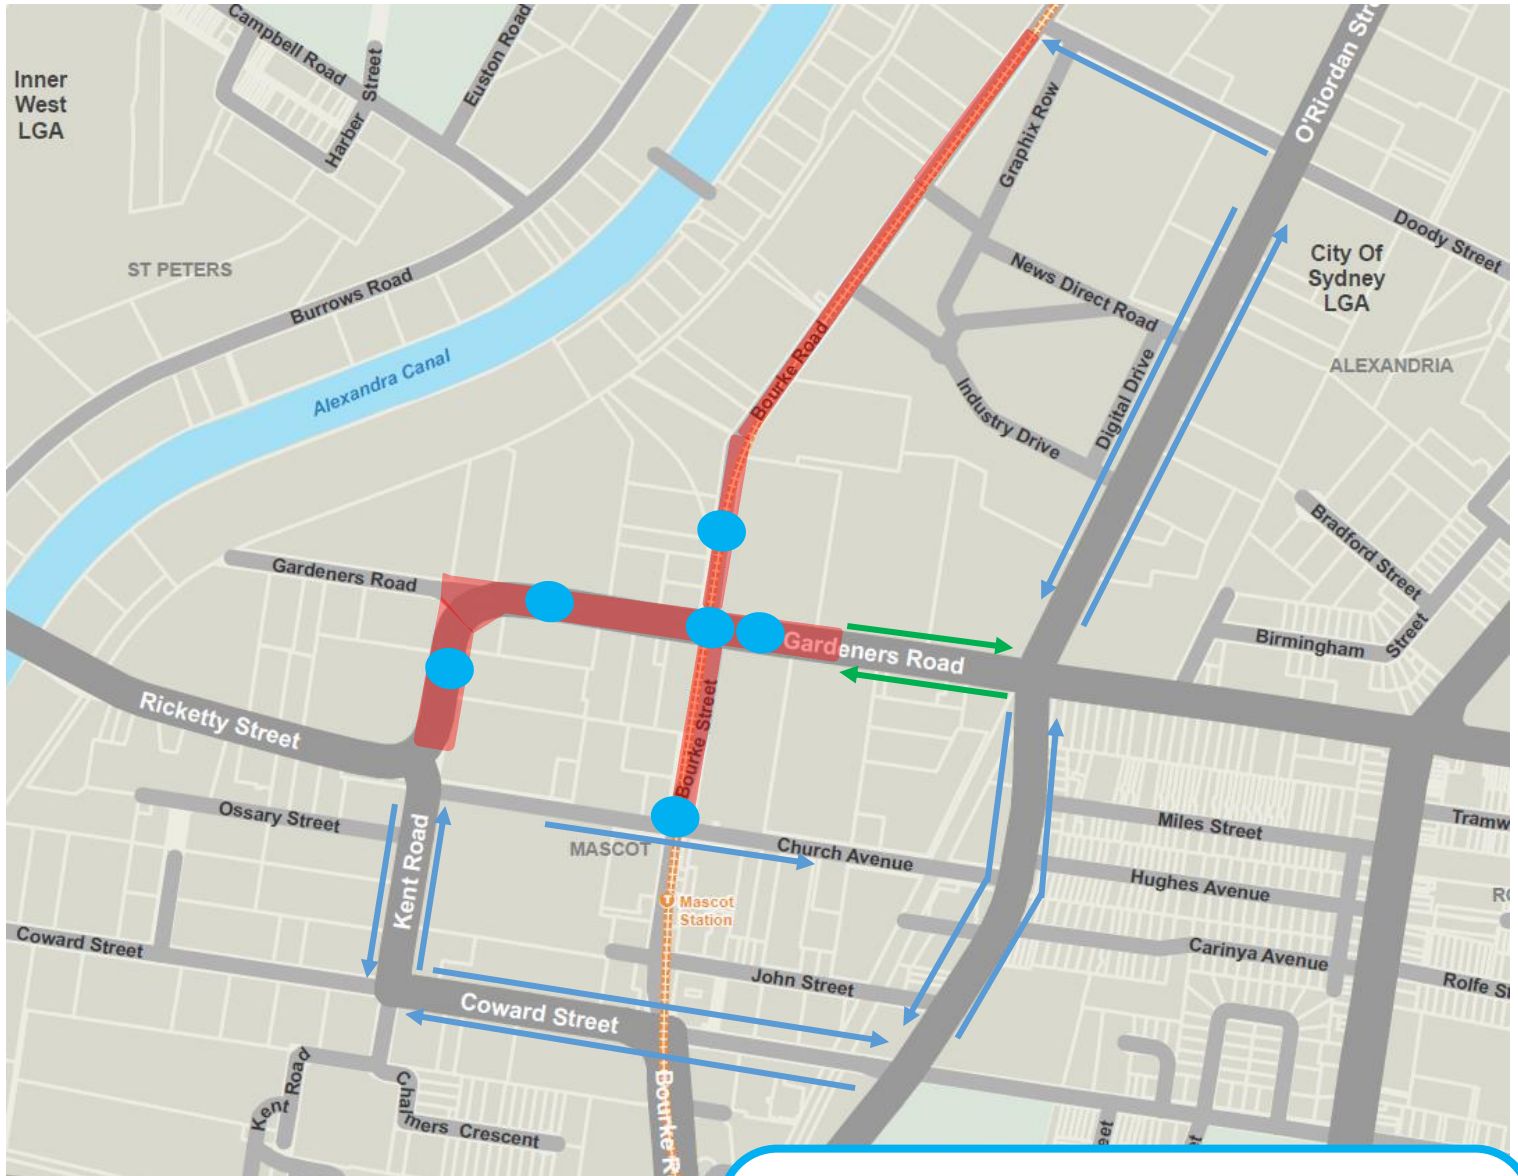 Campbell Road
Harber Street
Euston Road
Inner
West
LGA
O'Riordan Str
Graphix Row
Doody Street
City Of
Sydney
LGA
ST PETERS
Burrows Road
News Direct Road
ALEXANDRIA
Alexandra Canal
Bourke Road
Digital Drive
Industry Drive
Bradford Street
Gardeners Road
Birmingham
Street
Gardeners Road
Ricketty Street
Bourke Street
Ossary Street
MASCOT
Church Avenue
Miles Street
Tramw
Kent Road
Hughes Avenue
Mascot
Station
Coward Street
Carinya Avenue
John Street
Rolfe St
Coward Street
Kent Road
Chalmers Crescent
Bourke R
eet